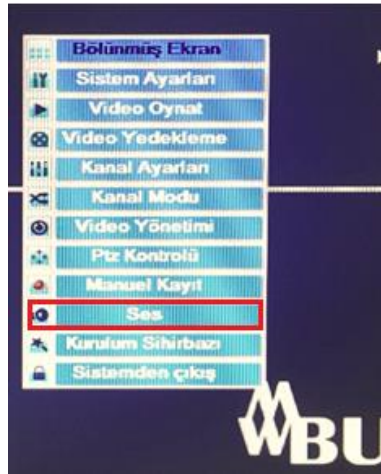 Bölünmüş Ekran
Sistem Ayarları
Video Oynat
Video Yedekleme
Kanal Ayarları
Kanal Modu
Video Yönetimi
Ptz Kontrolü
Manuel Kayıt
Ses
Kurulum Sihirbazı
Sistemden çıkış
BU